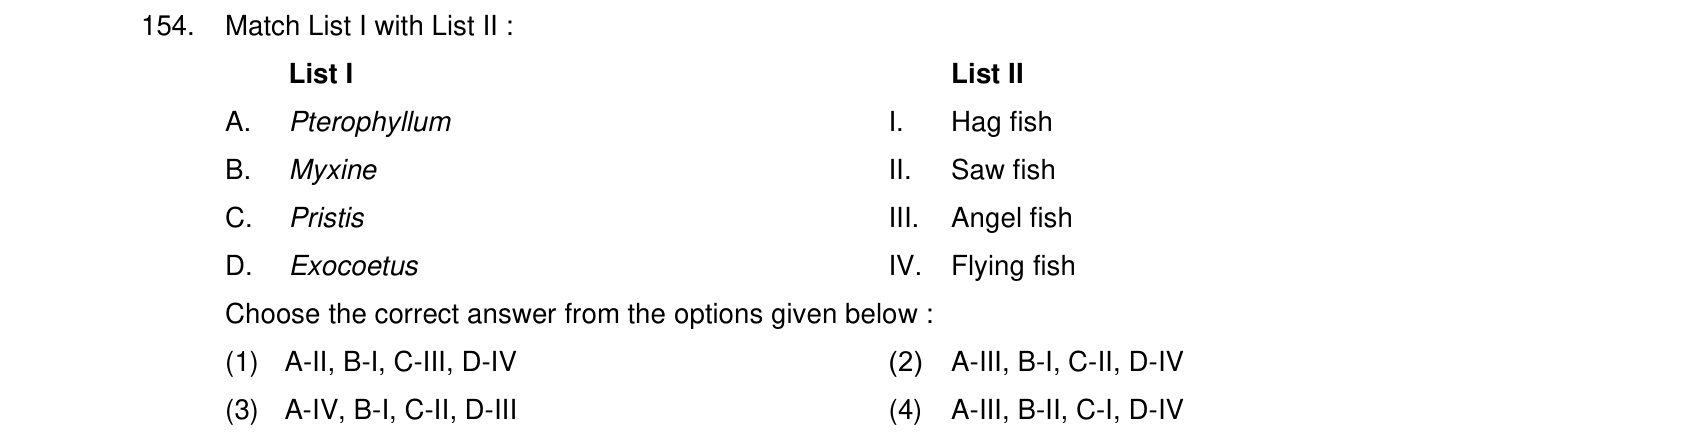 154. Match List I with List II :
List I List II
A. Pterophyllum I. Hag fish
B. Myxine II. Saw fish
C. Pristis III. Angel fish
D. Exocoetus IV. Flying fish
Choose the correct answer from the options given below :
(1) A-II, B-I, C-III, D-IV (2) A-III, B-I, C-II, D-IV
(3) A-IV, B-I, C-II, D-III (4) A-III, B-II, C-I, D-IV